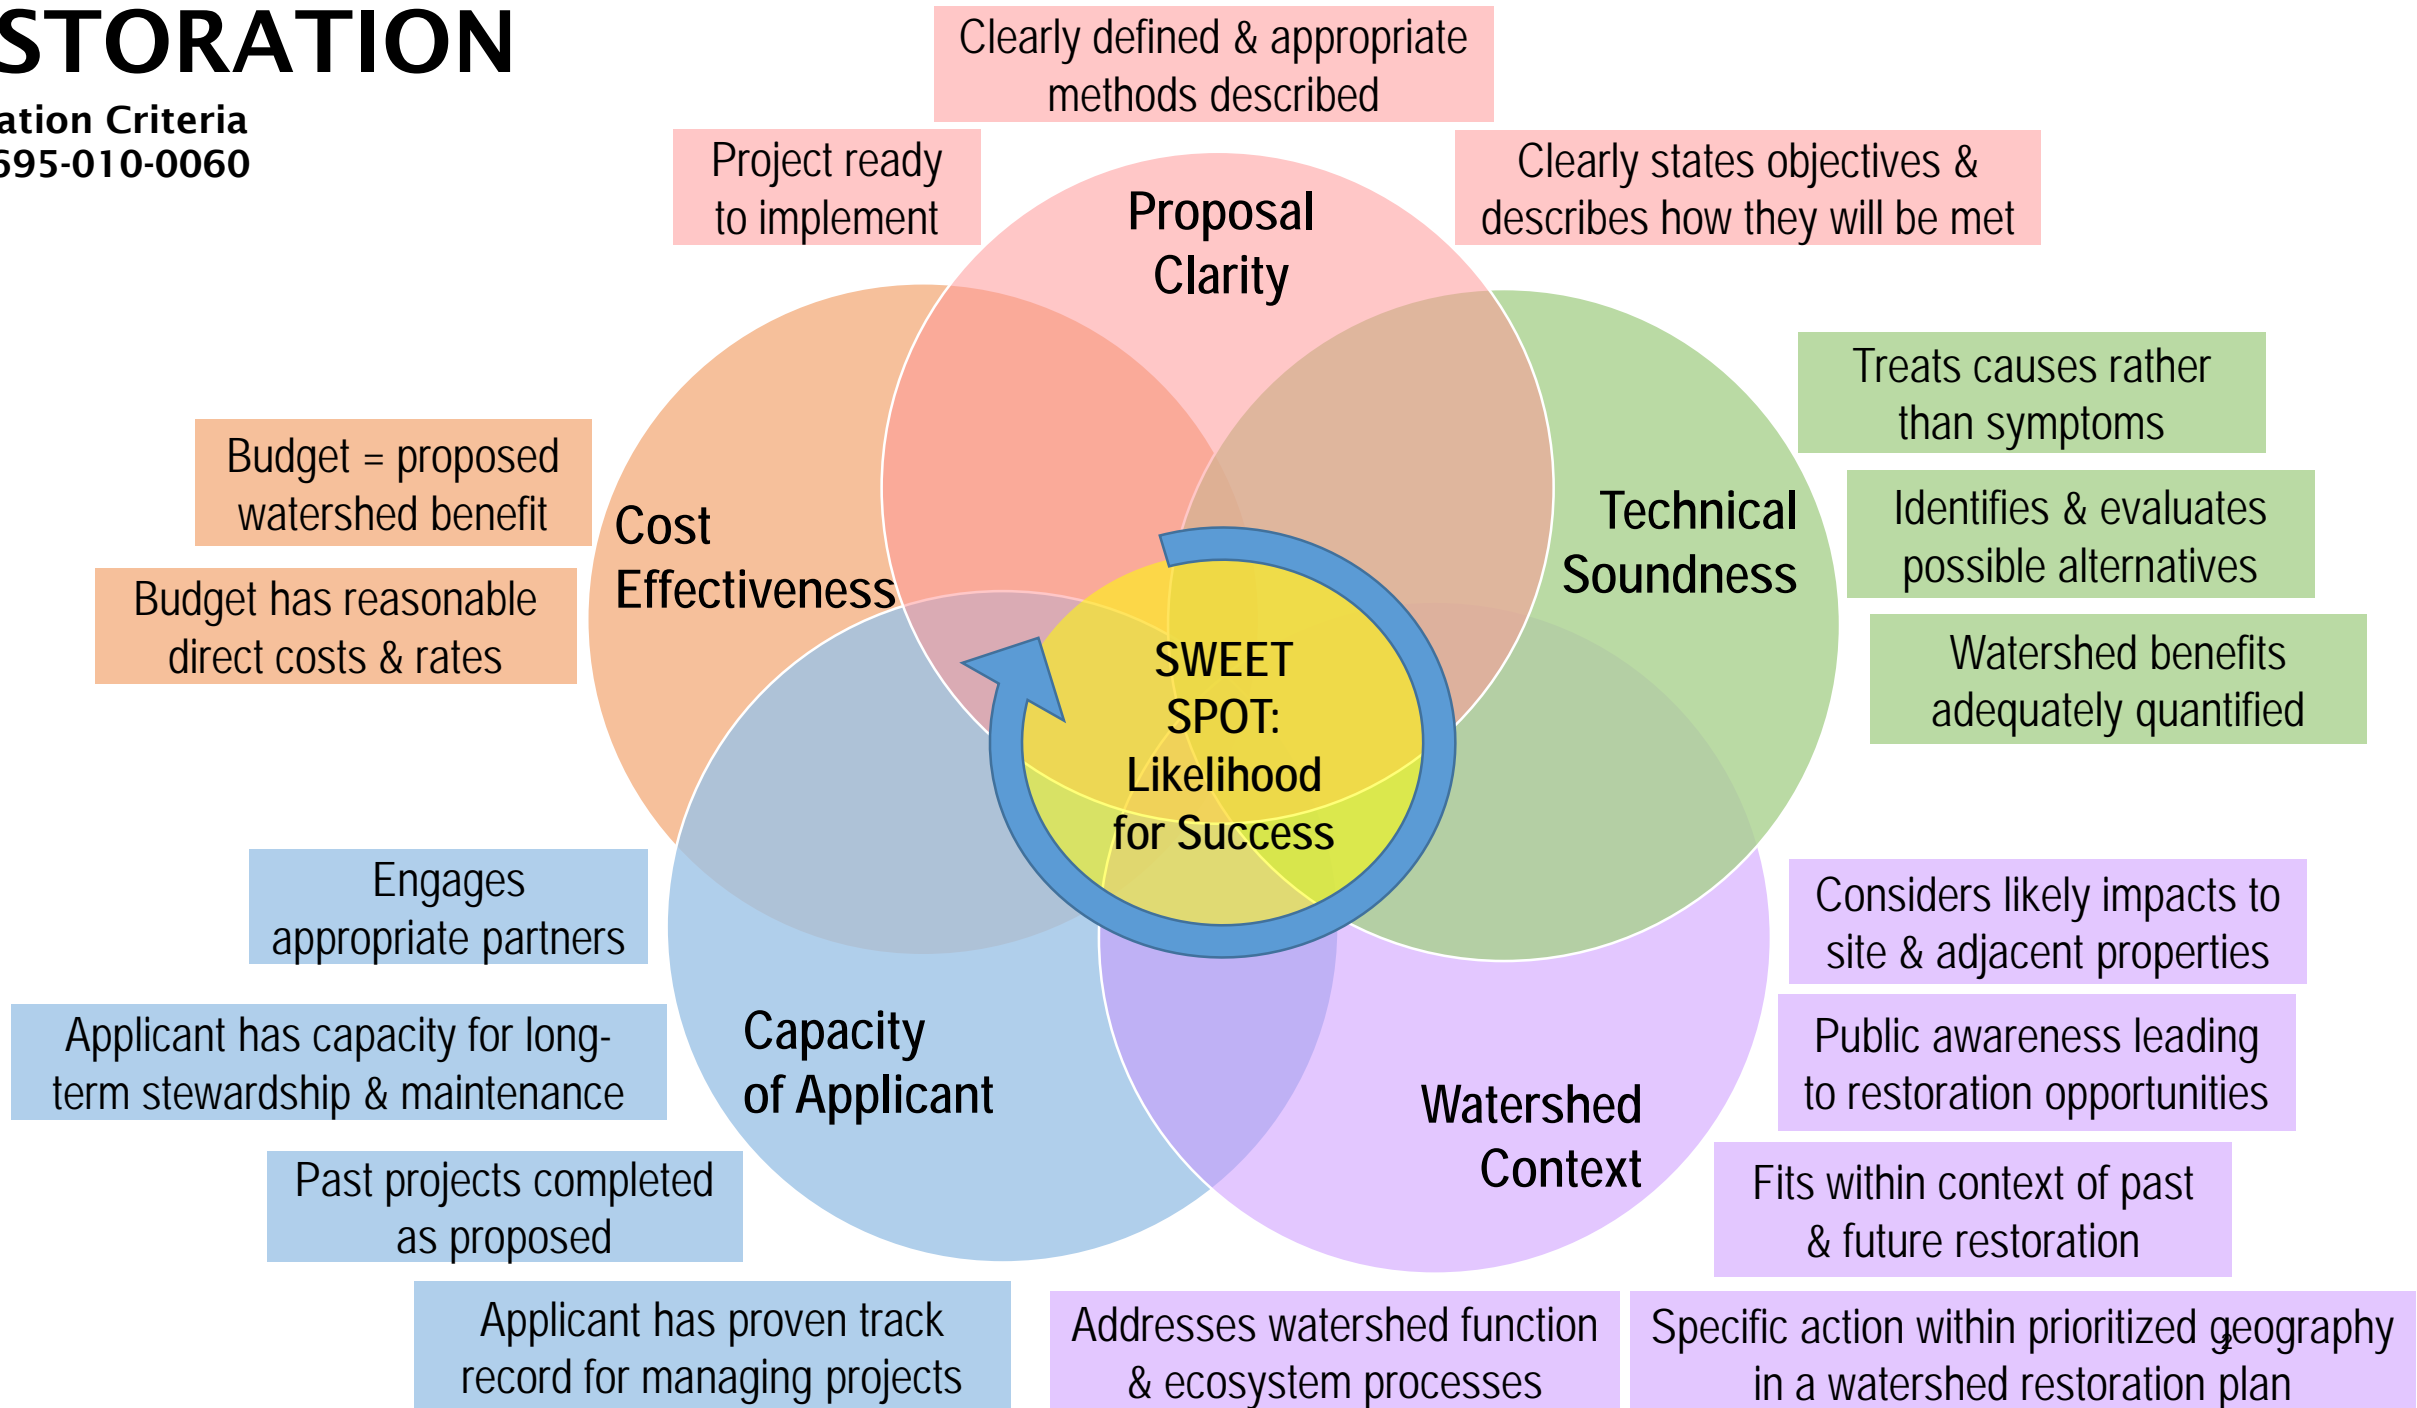 STORATION
ation Criteria
695-010-0060
Clearly defined & appropriate
methods described
Project ready
to implement
Clearly states objectives &
describes how they will be met
Proposal
Clarity
Treats causes rather
than symptoms
Budget = proposed
watershed benefit
Cost
Effectiveness
Technical
Soundness
Identifies & evaluates
possible alternatives
Budget has reasonable
direct costs & rates
Watershed benefits
adequately quantified
SWEET
SPOT:
Likelihood
for Success
Engages
appropriate partners
Considers likely impacts to
site & adjacent properties
Applicant has capacity for long-
term stewardship & maintenance
Capacity
of Applicant
Public awareness leading
to restoration opportunities
Watershed
Context
Past projects completed
as proposed
Fits within context of past
& future restoration
Applicant has proven track
record for managing projects
Addresses watershed function
& ecosystem processes
Specific action within prioritized geography
in a watershed restoration plan
2